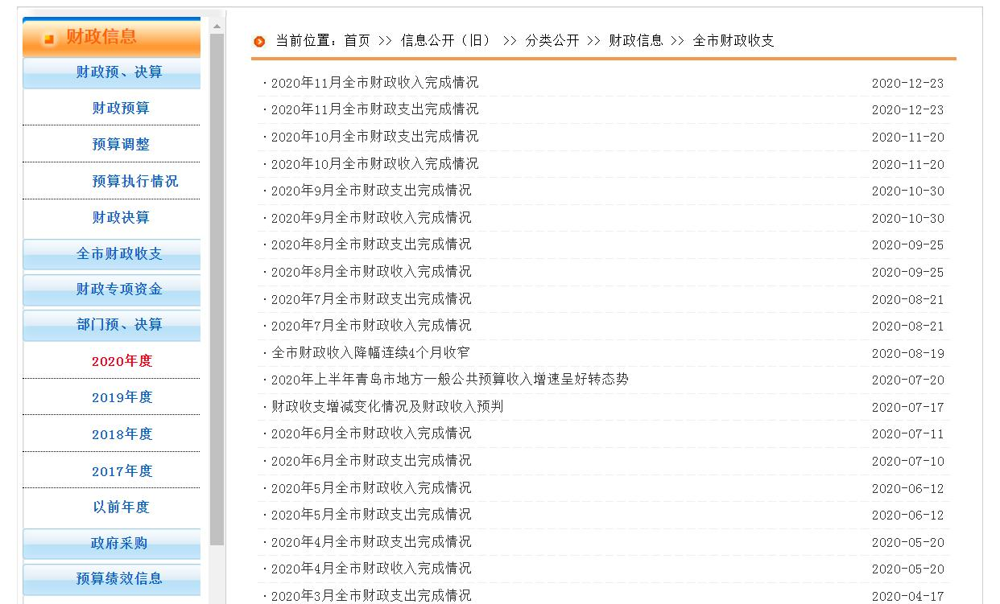 财政信息
财政预、决算
财政预算
预算调整
预算执行情况
财政决算
全市财政收支
财政专项资金
部门预、决算
2020年度
2019年度
2018年度
2017年度
以前年度
政府采购
预算绩效信息
当前位置：首页 >> 信息公开（旧） >> 分类公开 >> 财政信息 >> 全市财政收支
·2020年11月全市财政收入完成情况 2020-12-23
·2020年11月全市财政支出完成情况 2020-12-23
·2020年10月全市财政支出完成情况 2020-11-20
·2020年10月全市财政收入完成情况 2020-11-20
·2020年9月全市财政支出完成情况 2020-10-30
·2020年9月全市财政收入完成情况 2020-10-30
·2020年8月全市财政支出完成情况 2020-09-25
·2020年8月全市财政收入完成情况 2020-09-25
·2020年7月全市财政支出完成情况 2020-08-21
·2020年7月全市财政收入完成情况 2020-08-21
·全市财政收入降幅连续4个月收窄 2020-08-19
·2020年上半年青岛市地方一般公共预算收入增速呈好转态势 2020-07-20
·财政收支增减变化情况及财政收入预判 2020-07-17
·2020年6月全市财政收入完成情况 2020-07-11
·2020年6月全市财政支出完成情况 2020-07-10
·2020年5月全市财政收入完成情况 2020-06-12
·2020年5月全市财政支出完成情况 2020-06-12
·2020年4月全市财政支出完成情况 2020-05-20
·2020年4月全市财政收入完成情况 2020-05-20
·2020年3月全市财政支出完成情况 2020-04-17